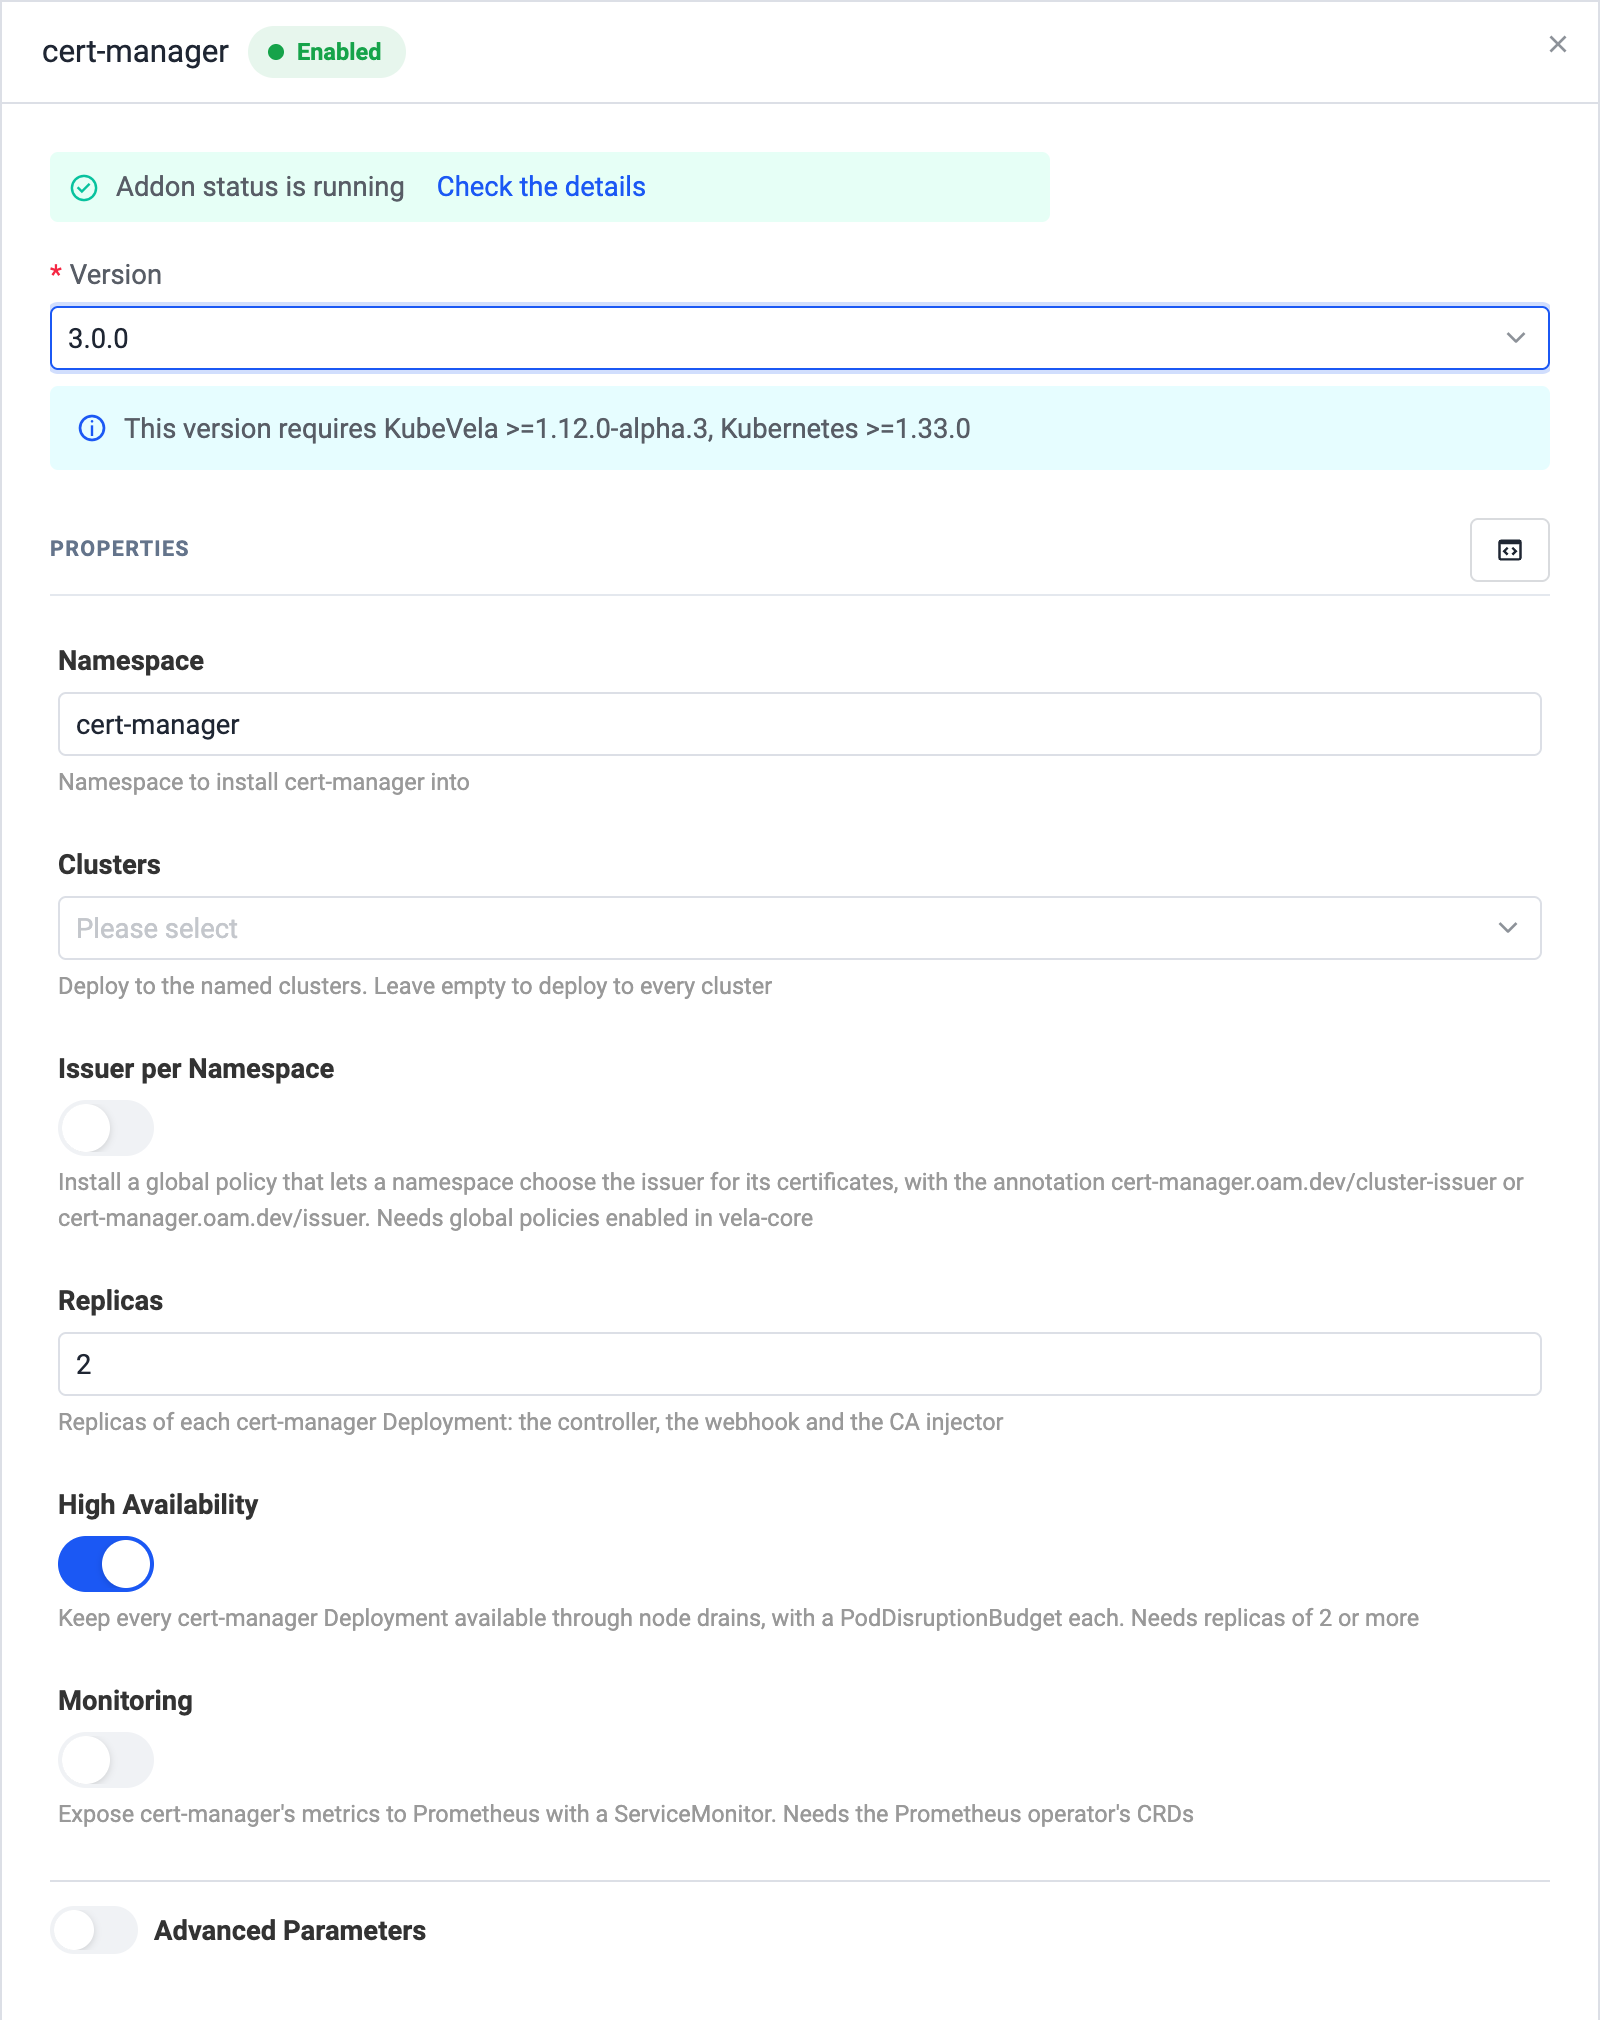 cert-manager
Enabled
Addon status is running
Check the details
* Version
3.0.0
This version requires KubeVela >=1.12.0-alpha.3, Kubernetes >=1.33.0
PROPERTIES
Namespace
cert-manager
Namespace to install cert-manager into
Clusters
Please select
Deploy to the named clusters. Leave empty to deploy to every cluster
Issuer per Namespace
Install a global policy that lets a namespace choose the issuer for its certificates, with the annotation cert-manager.oam.dev/cluster-issuer or
cert-manager.oam.dev/issuer. Needs global policies enabled in vela-core
Replicas
2
Replicas of each cert-manager Deployment: the controller, the webhook and the CA injector
High Availability
Keep every cert-manager Deployment available through node drains, with a PodDisruptionBudget each. Needs replicas of 2 or more
Monitoring
Expose cert-manager's metrics to Prometheus with a ServiceMonitor. Needs the Prometheus operator's CRDs
Advanced Parameters